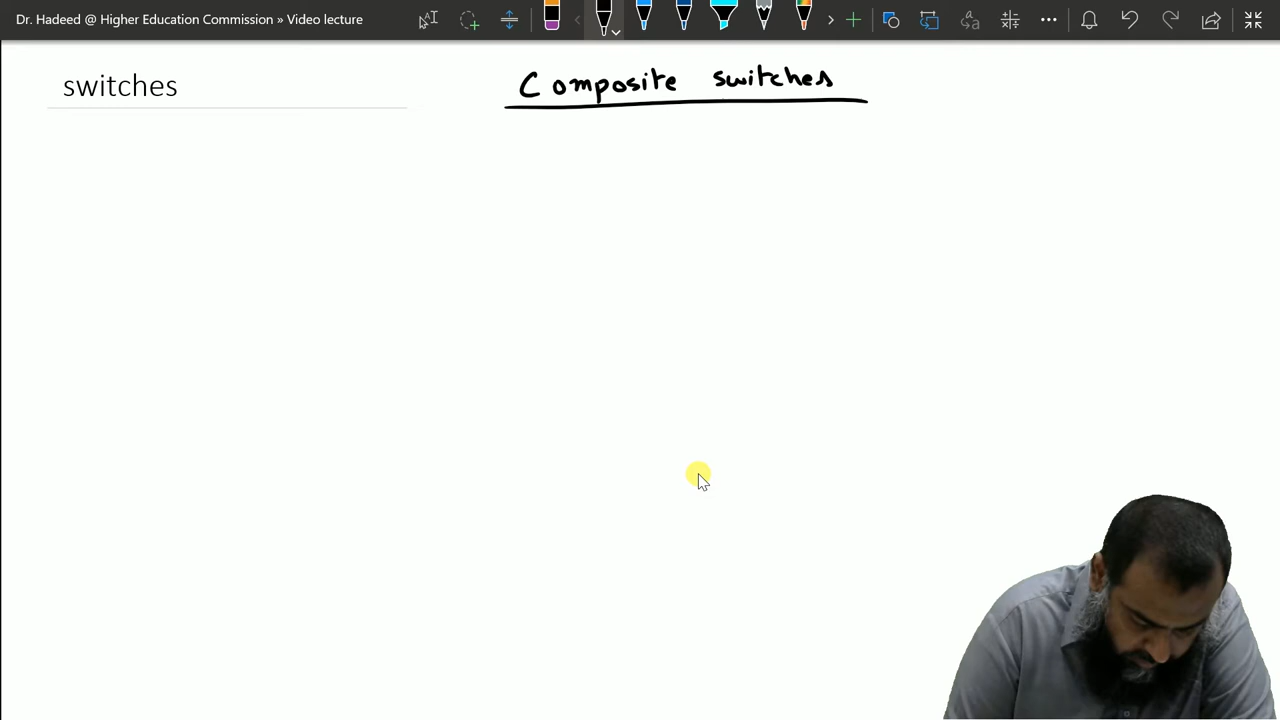 Dr. Hadeed @ Higher Education Commission » Video lecture
switches
Composite switches